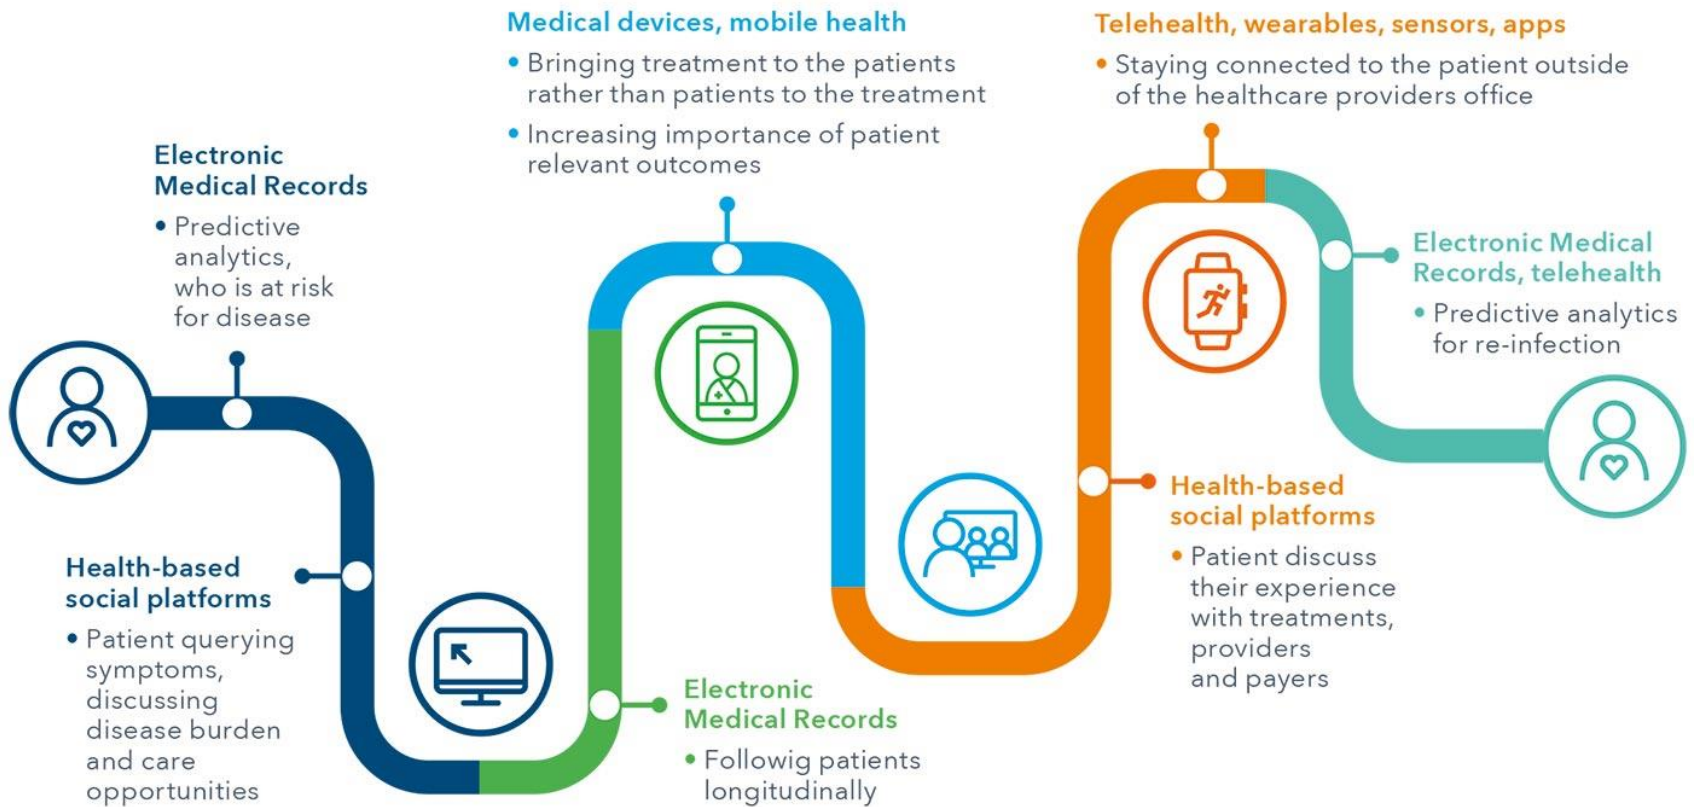 Electronic
Medical Records
• Predictive
analytics,
who is at risk
for disease
Health-based
social platforms
• Patient querying
symptoms,
discussing
disease burden
and care
opportunities
Electronic
Medical Records
• Followig patients
longitudinally
Medical devices, mobile health
• Bringing treatment to the patients
rather than patients to the treatment
• Increasing importance of patient
relevant outcomes
Health-based
social platforms
• Patient discuss
their experience
with treatments,
providers
and payers
Telehealth, wearables, sensors, apps
• Staying connected to the patient outside
of the healthcare providers office
Electronic Medical
Records, telehealth
• Predictive analytics
for re-infection